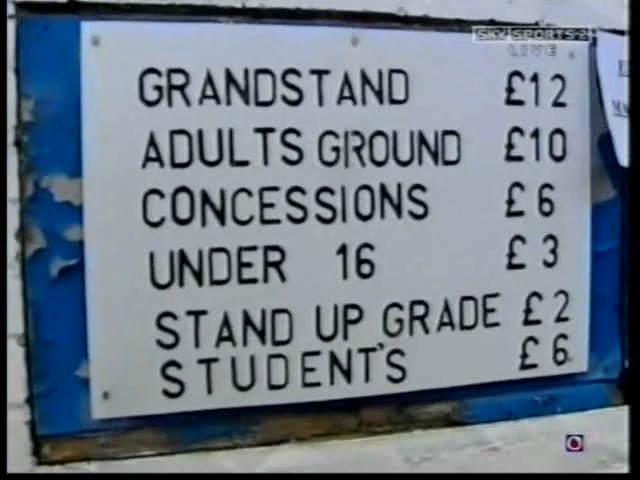 SKY SPORTS 2
LIVE
GRANDSTAND £12
ADULTS GROUND £10
CONCESSIONS £6
UNDER 16 £3
STAND UP GRADE £2
STUDENT'S £6